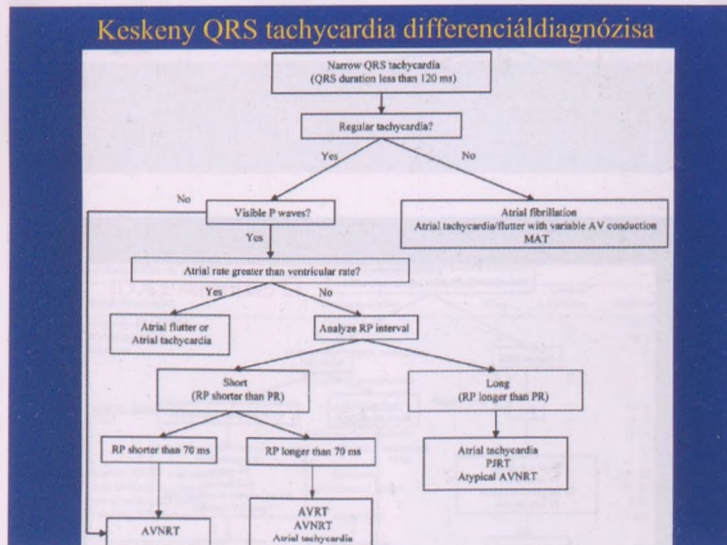 Keskeny QRS tachycardia differenciáldiagnózisa
Narrow QRS tachycardia
(QRS duration less than 120 ms)
Regular tachycardia?
Yes
No
No
Visible P waves?
Atrial fibrillation
Atrial tachycardia/flutter with variable AV conduction
MAT
Yes
Atrial rate greater than ventricular rate?
Yes
No
Atrial flutter or
Atrial tachycardia
Analyze RP interval
Short
(RP shorter than PR)
Long
(RP longer than PR)
RP shorter than 70 ms
RP longer than 70 ms
Atrial tachycardia
PJRT
Atypical AVNRT
AVNRT
AVRT
AVNRT
Atrial tachycardia